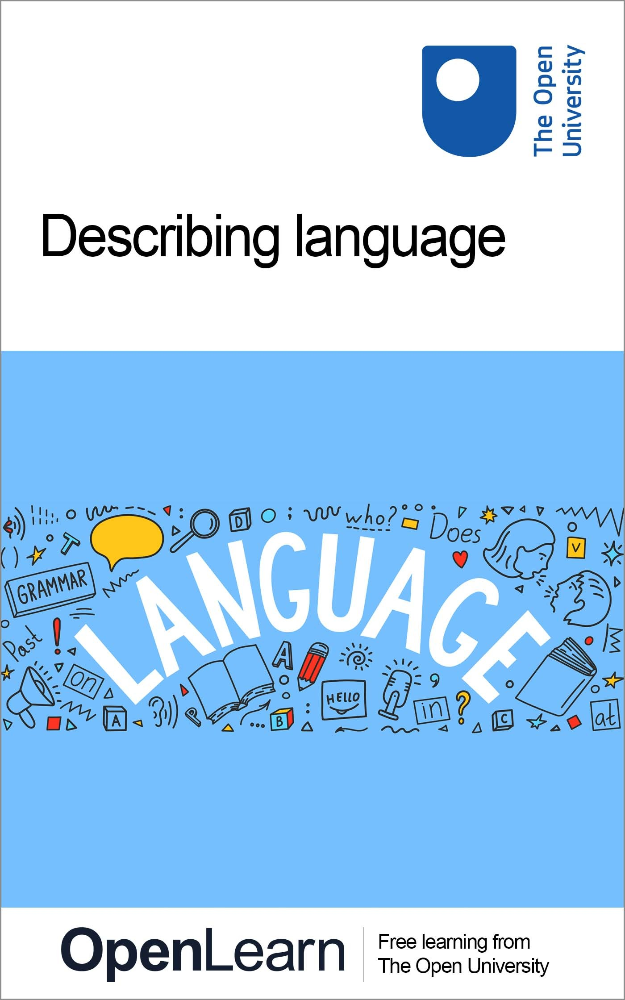 The Open
University
Describing language
who?
D
Does
T
V
GRAMMAR
LANGUAGE
Past
on
A
A
P
B
HELLO
in
?
C
at
OpenLearn
Free learning from
The Open University